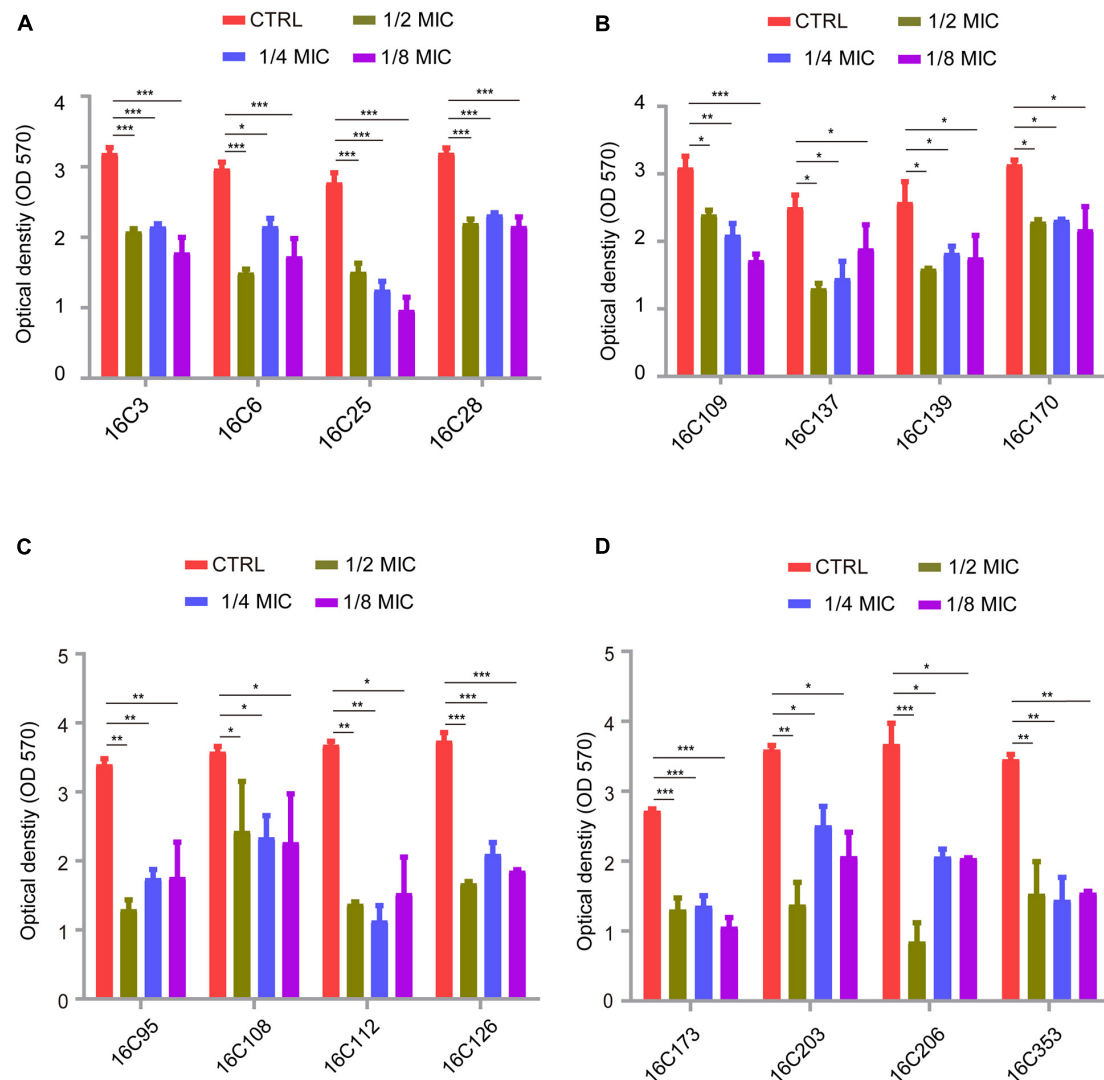 A
CTRL 1/2 MIC
1/4 MIC 1/8 MIC
Optical denstiy (OD 570)
4
3
2
1
0
*** *** ***
*** * ***
*** *** ***
*** *** ***
16C3 16C6 16C25 16C28
B
CTRL 1/2 MIC
1/4 MIC 1/8 MIC
Optical denstiy (OD 570)
4
3
2
1
0
* ** ***
* * *
* * *
* * *
16C109 16C137 16C139 16C170
C
CTRL 1/2 MIC
1/4 MIC 1/8 MIC
Optical denstiy (OD 570)
5
4
3
2
1
0
** ** **
* * *
** ** *
*** *** ***
16C95 16C108 16C112 16C126
D
CTRL 1/2 MIC
1/4 MIC 1/8 MIC
Optical denstiy (OD 570)
5
4
3
2
1
0
*** *** ***
** * *
*** * *
** ** **
16C173 16C203 16C206 16C353